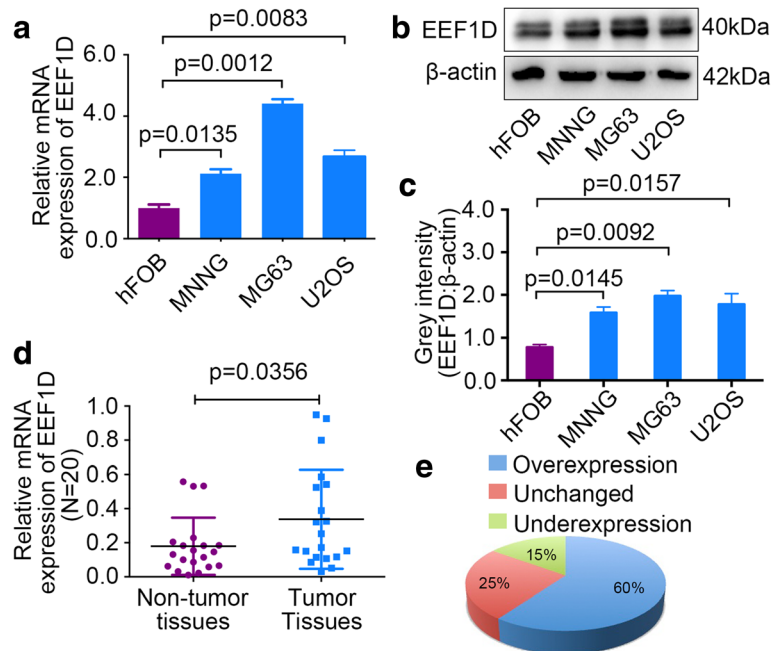 a
Relative mRNA
expression of EEF1D
6.0
4.0
2.0
0.0
p=0.0083
p=0.0012
p=0.0135
hFOB
MNNG
MG63
U2OS
b
EEF1D
40kDa
β-actin
42kDa
hFOB
MNNG
MG63
U2OS
c
Grey intensity
(EEF1D:β-actin)
4.0
3.0
2.0
1.0
0.0
p=0.0157
p=0.0092
p=0.0145
hFOB
MNNG
MG63
U2OS
d
Relative mRNA
expression of EEF1D
(N=20)
1.0
0.8
0.6
0.4
0.2
0.0
p=0.0356
Non-tumor
tissues
Tumor
Tissues
e
Overexpression
Unchanged
Underexpression
15%
25%
60%